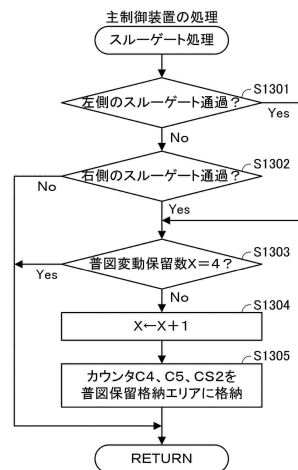 主制御装置の処理
スルーゲート処理
S1301
左側のスルーゲート通過？
Yes
No
S1302
右側のスルーゲート通過？
No
Yes
S1303
普図変動保留数X＝4？
Yes
No
S1304
X←X＋1
S1305
カウンタC4、C5、CS2を
普図保留格納エリアに格納
RETURN